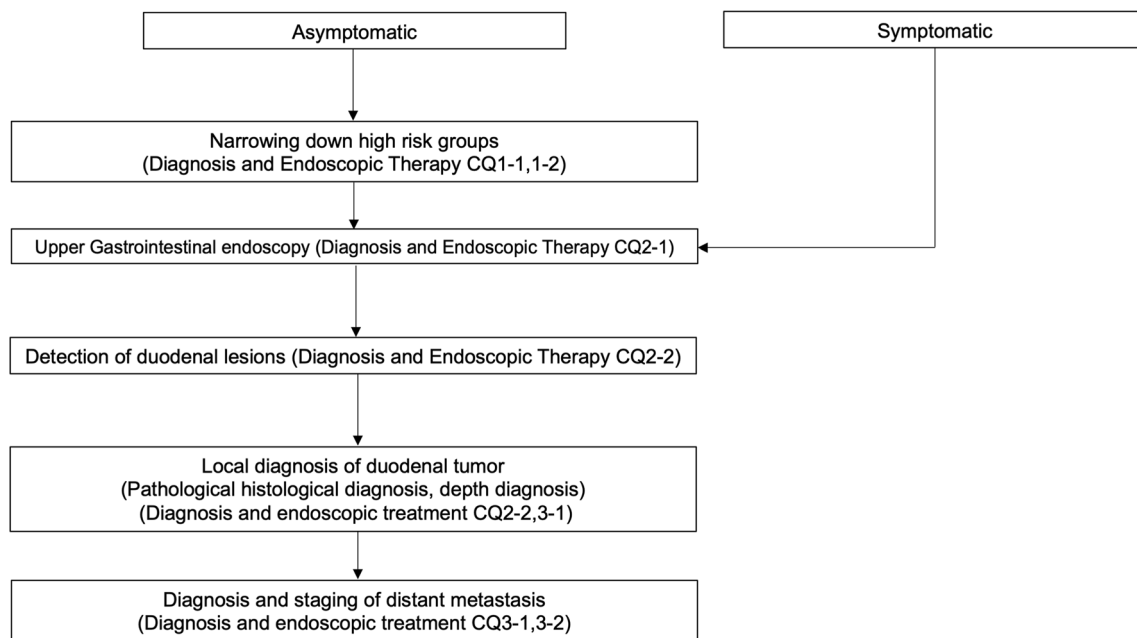 Asymptomatic
Symptomatic
Narrowing down high risk groups
(Diagnosis and Endoscopic Therapy CQ1-1,1-2)
Upper Gastrointestinal endoscopy (Diagnosis and Endoscopic Therapy CQ2-1)
Detection of duodenal lesions (Diagnosis and Endoscopic Therapy CQ2-2)
Local diagnosis of duodenal tumor
(Pathological histological diagnosis, depth diagnosis)
(Diagnosis and endoscopic treatment CQ2-2,3-1)
Diagnosis and staging of distant metastasis
(Diagnosis and endoscopic treatment CQ3-1,3-2)